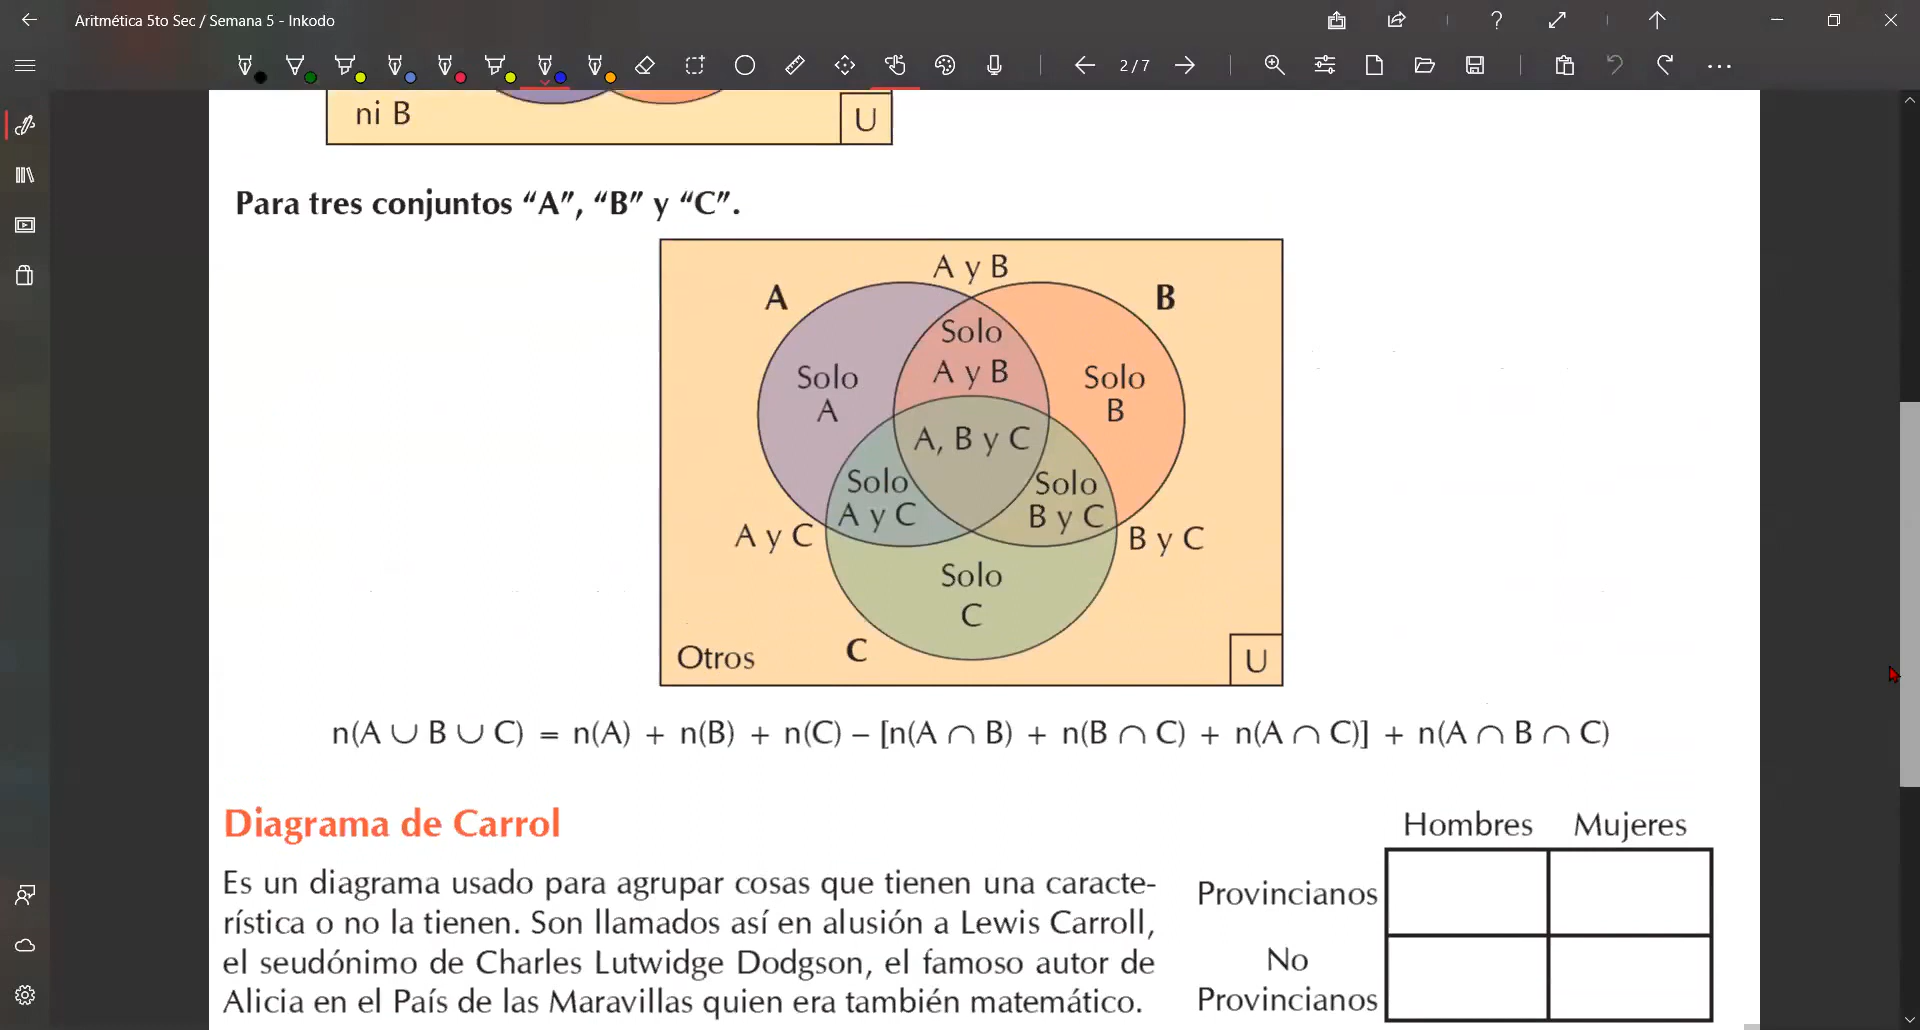 Aritmética 5to Sec / Semana 5 - Inkodo
2 / 7
ni B
U
Para tres conjuntos “A”, “B” y “C”.
A y B
A
B
Solo
A y B
Solo
A
Solo
B
A, B y C
Solo
A y C
Solo
B y C
A y C
B y C
Solo
C
Otros
C
U
n(A ∪ B ∪ C) = n(A) + n(B) + n(C) – [n(A ∩ B) + n(B ∩ C) + n(A ∩ C)] + n(A ∩ B ∩ C)
Diagrama de Carrol
Es un diagrama usado para agrupar cosas que tienen una caracte-
rística o no la tienen. Son llamados así en alusión a Lewis Carroll,
el seudónimo de Charles Lutwidge Dodgson, el famoso autor de
Alicia en el País de las Maravillas quien era también matemático.
Hombres Mujeres
Provincianos
No
Provincianos